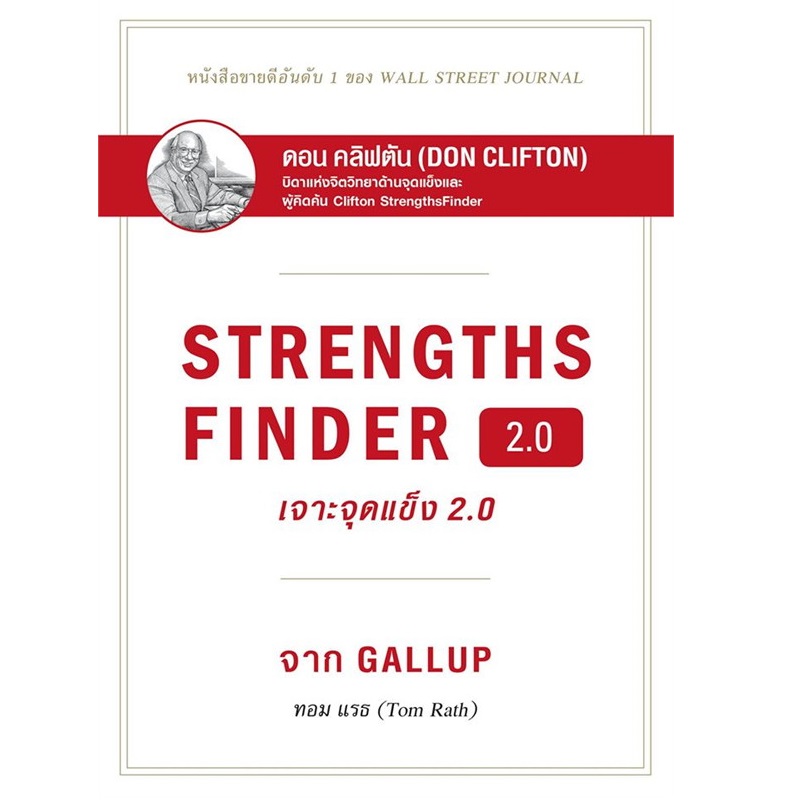 หนังสือขายดีอันดับ 1 ของ WALL STREET JOURNAL
ดอน คลิฟตัน (DON CLIFTON)
บิดาแห่งจิตวิทยาด้านจุดแข็งและ
ผู้คิดค้น Clifton StrengthsFinder
STRENGTHS
FINDER 2.0
เจาะจุดแข็ง 2.0
จาก GALLUP
ทอม แรธ (Tom Rath)